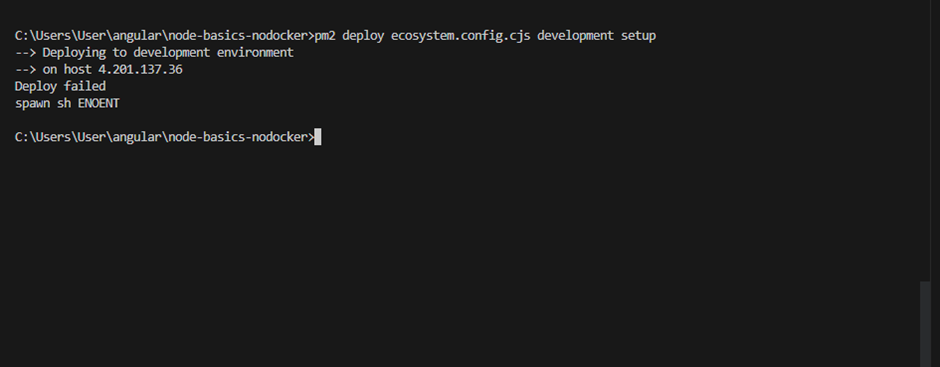 C:\Users\User\angular\node-basics-nodocker>pm2 deploy ecosystem.config.cjs development setup
--> Deploying to development environment
--> on host 4.201.137.36
Deploy failed
spawn sh ENOENT
C:\Users\User\angular\node-basics-nodocker>